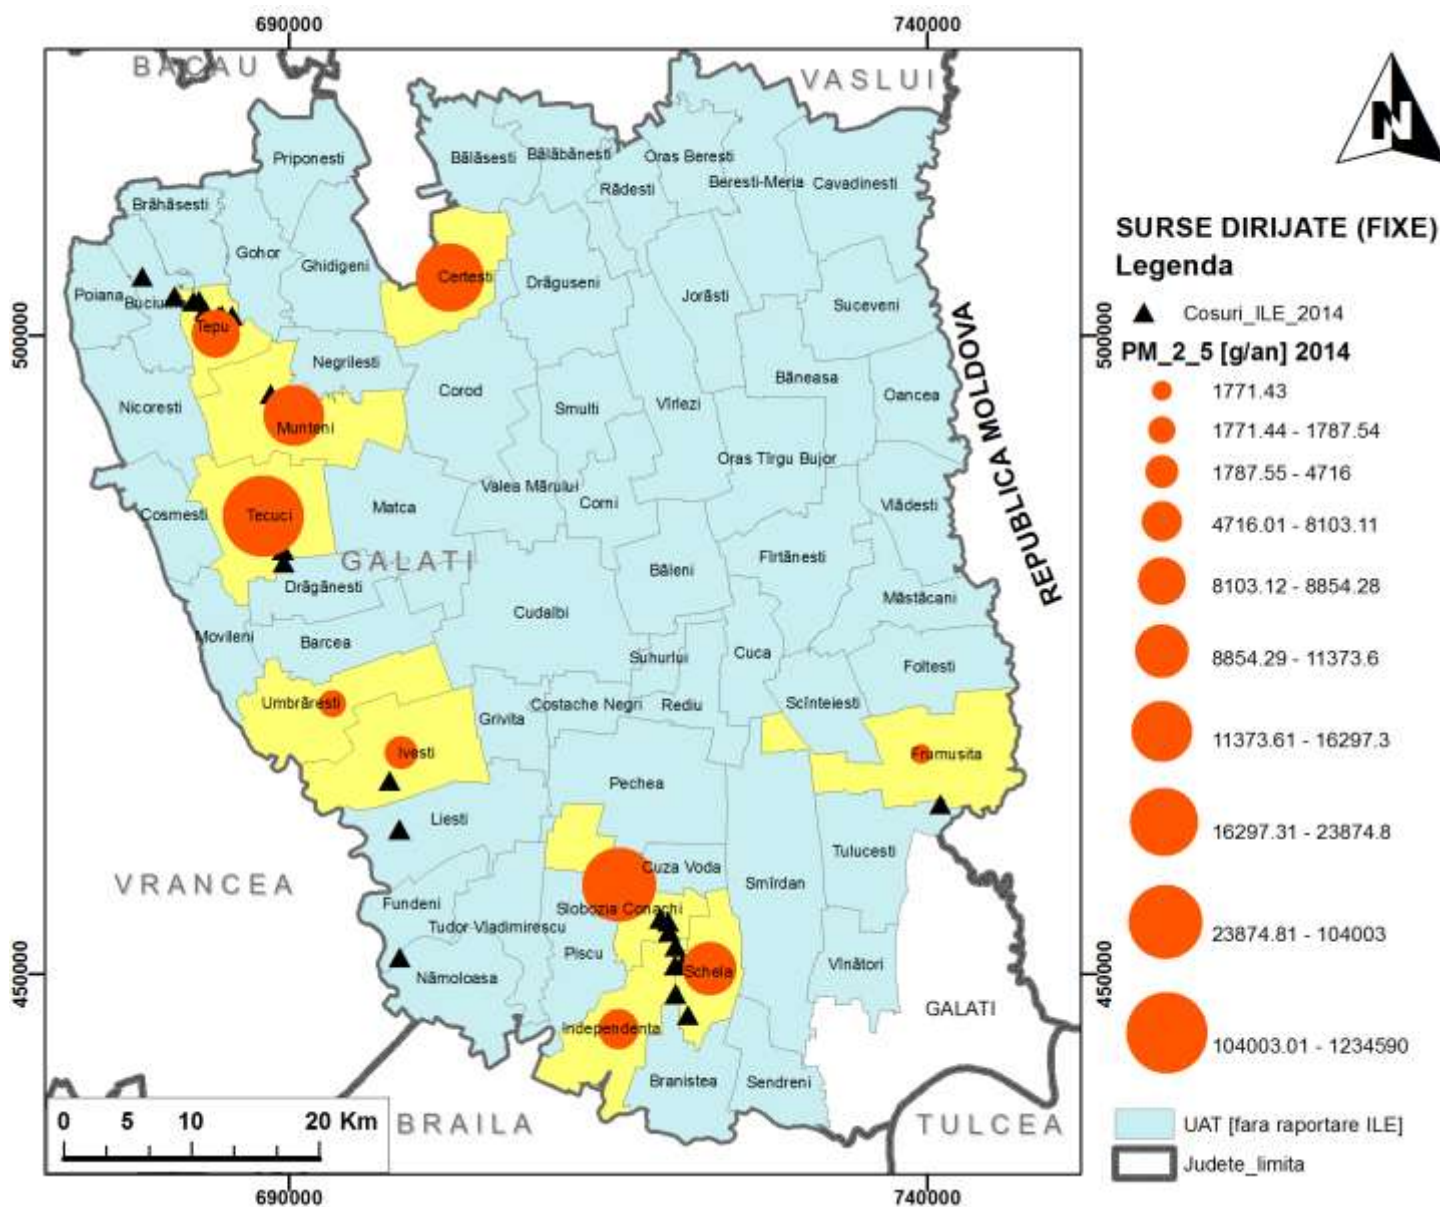 690000
740000
BACAU
VASLUI
N
Priponesti
Bălăsesti
Bălăbănesti
Oras Beresti
Rădesti
Beresti-Meria
Cavadinesti
Brăhăsesti
Gohor
Ghidigeni
Certesti
Drăguseni
Jorăsti
Suceveni
Poiana
Tepu
500000
500000
Negrilesti
Corod
Băneasa
Oancea
Nicoresti
Munteni
Smulti
Vîrlezi
Oras Tîrgu Bujor
Valea Mărului
Corni
Vlădesti
Cosmesti
Tecuci
Matca
GALATI
Drăgănesti
Băleni
Fîrtănesti
REPUBLICA MOLDOVA
Măstăcani
Cudalbi
Movileni
Barcea
Suhurlui
Cuca
Foltesti
Umbrăresti
Grivita
Costache Negri
Rediu
Scînteiesti
Ivesti
Frumusita
Pechea
Liesti
Tulucesti
Cuza Voda
Smîrdan
VRANCEA
Fundeni
Slobozia Conachi
Tudor Vladimirescu
Piscu
Vînători
Nămoloasa
Schela
450000
450000
GALATI
Independenta
Branistea
Sendreni
0 5 10 20 Km
BRAILA
TULCEA
690000
740000
SURSE DIRIJATE (FIXE)
Legenda
Cosuri_ILE_2014
PM_2_5 [g/an] 2014
1771.43
1771.44 - 1787.54
1787.55 - 4716
4716.01 - 8103.11
8103.12 - 8854.28
8854.29 - 11373.6
11373.61 - 16297.3
16297.31 - 23874.8
23874.81 - 104003
104003.01 - 1234590
UAT [fara raportare ILE]
Judete_limita